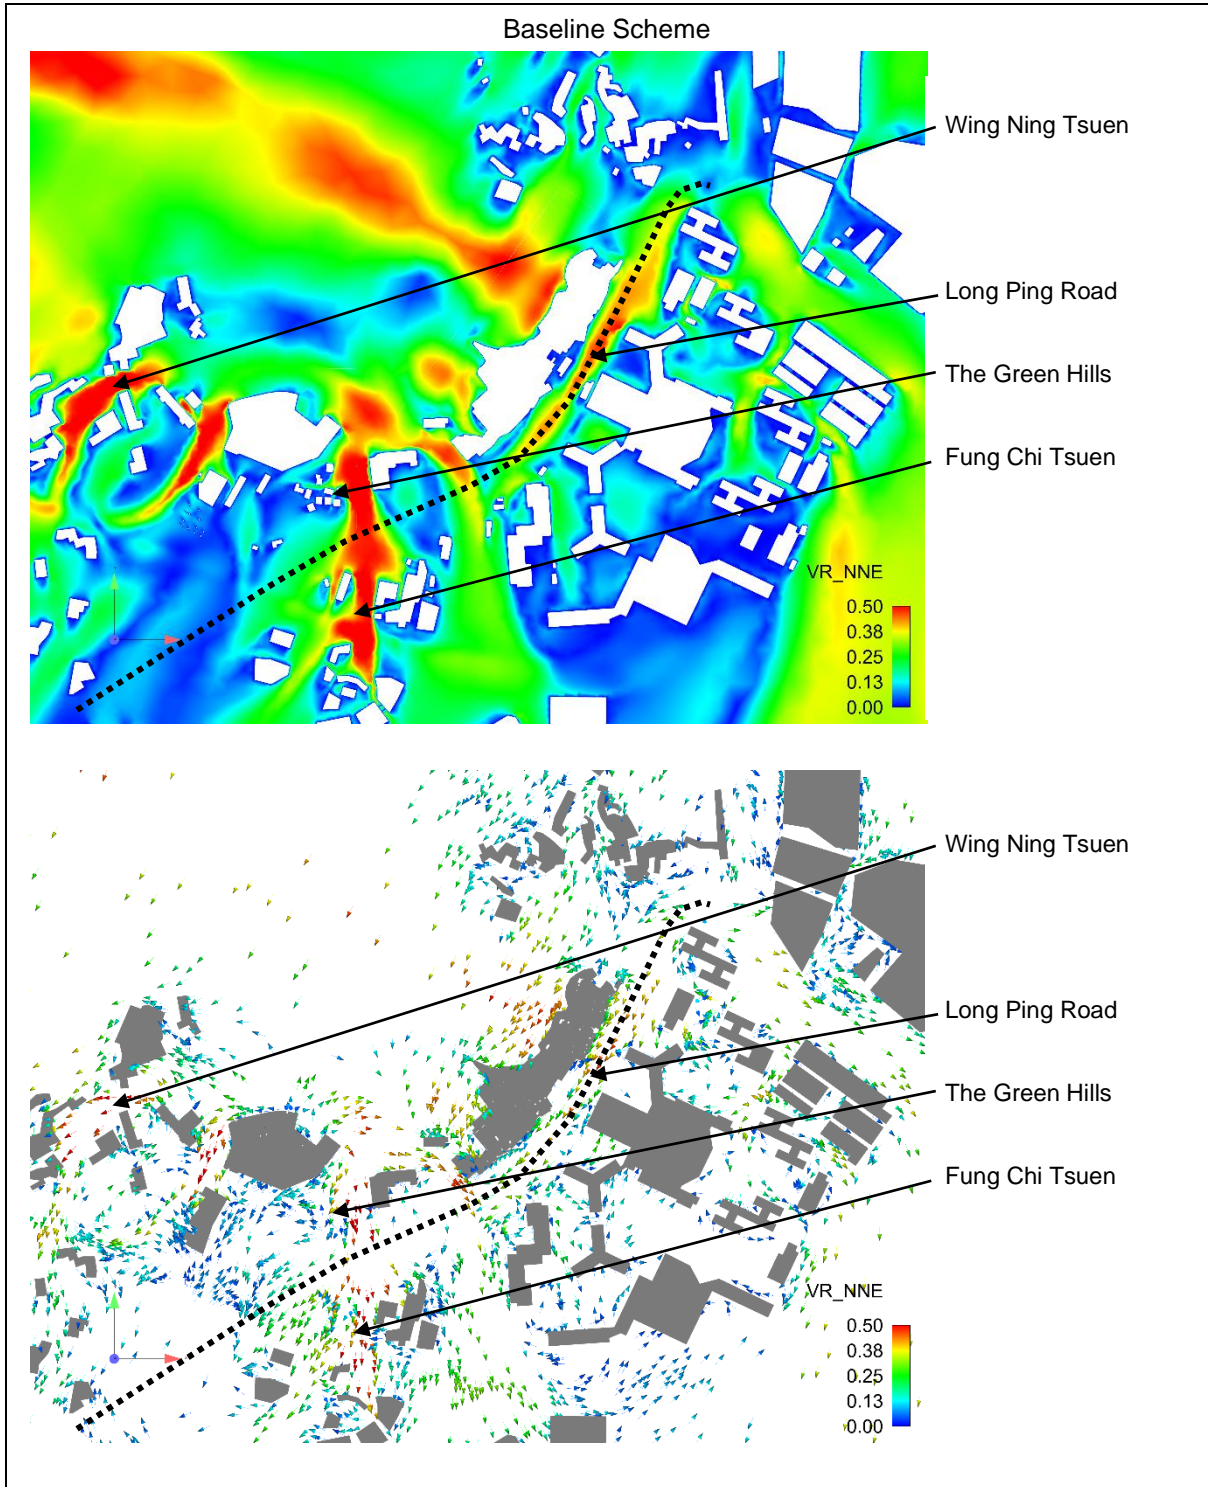 Baseline Scheme
Wing Ning Tsuen
Long Ping Road
The Green Hills
Fung Chi Tsuen
VR_NNE
0.50
0.38
0.25
0.13
0.00
Wing Ning Tsuen
Long Ping Road
The Green Hills
Fung Chi Tsuen
VR_NNE
0.50
0.38
0.25
0.13
0.00